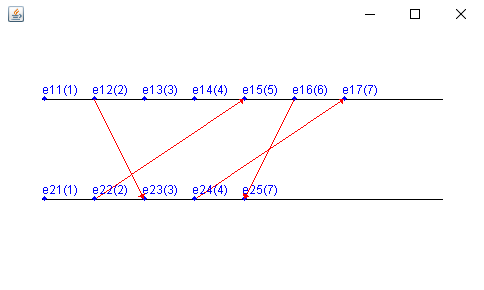 e11(1) e12(2) e13(3) e14(4) e15(5) e16(6) e17(7)
e21(1) e22(2) e23(3) e24(4) e25(7)